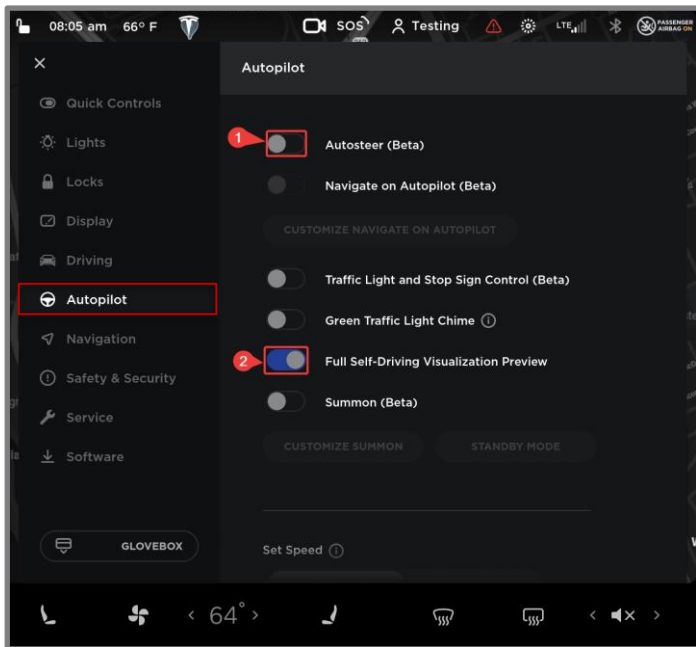 08:05 am 66° F SOS Testing LTE PASSENGER
AIRBAG ON
Autopilot
Quick Controls
Lights
Locks
Display
Driving
Autopilot
Navigation
Safety & Security
Service
Software
GLOVEBOX
1
Autosteer (Beta)
Navigate on Autopilot (Beta)
CUSTOMIZE NAVIGATE ON AUTOPILOT
Traffic Light and Stop Sign Control (Beta)
Green Traffic Light Chime
2
Full Self-Driving Visualization Preview
Summon (Beta)
CUSTOMIZE SUMMON STANDBY MODE
Set Speed
< 64° >